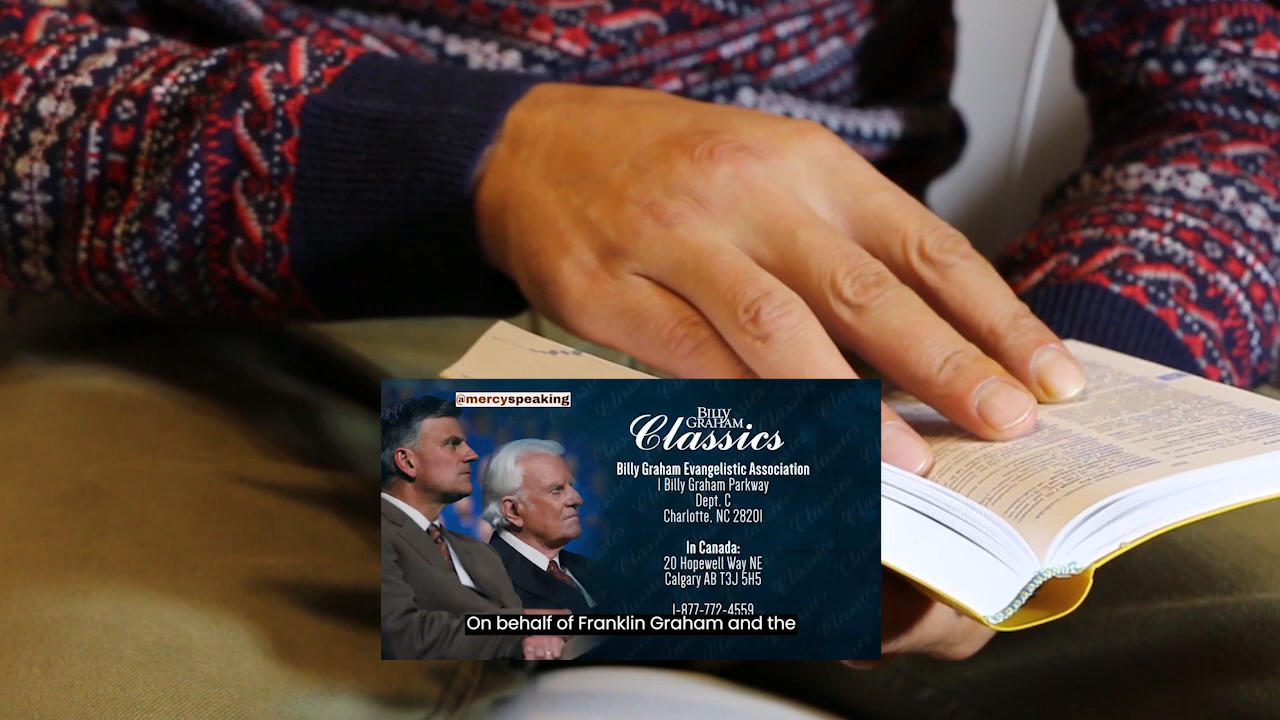 @mercyspeaking
BILLY
GRAHAM
Classics
Billy Graham Evangelistic Association
1 Billy Graham Parkway
Dept. C
Charlotte, NC 28201
In Canada:
20 Hopewell Way NE
Calgary AB T3J 5H5
1-877-772-4559
On behalf of Franklin Graham and the